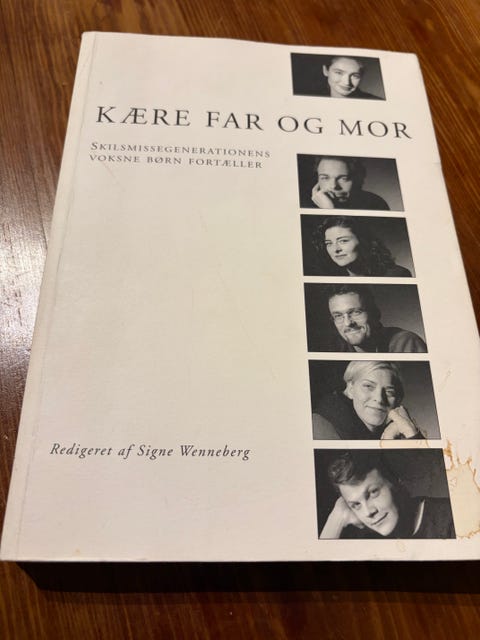 KÆRE FAR OG MOR
SKILSMISSEGENERATIONENS
VOKSNE BØRN FORTÆLLER
Redigeret af Signe Wenneberg